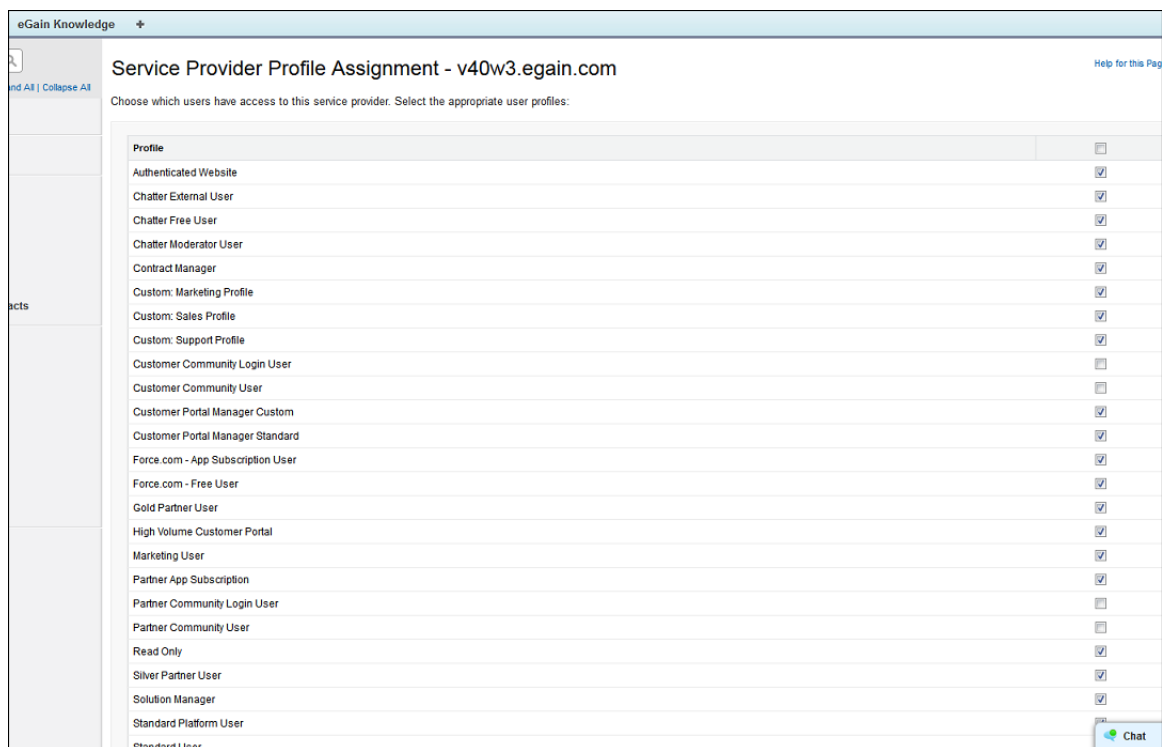 eGain Knowledge +
Service Provider Profile Assignment - v40w3.egain.com
Help for this Pag
nd All | Collapse All
Choose which users have access to this service provider. Select the appropriate user profiles:
Profile
Authenticated Website
Chatter External User
Chatter Free User
Chatter Moderator User
Contract Manager
Custom: Marketing Profile
acts
Custom: Sales Profile
Custom: Support Profile
Customer Community Login User
Customer Community User
Customer Portal Manager Custom
Customer Portal Manager Standard
Force.com - App Subscription User
Force.com - Free User
Gold Partner User
High Volume Customer Portal
Marketing User
Partner App Subscription
Partner Community Login User
Partner Community User
Read Only
Silver Partner User
Solution Manager
Standard Platform User
Chat
Standard User